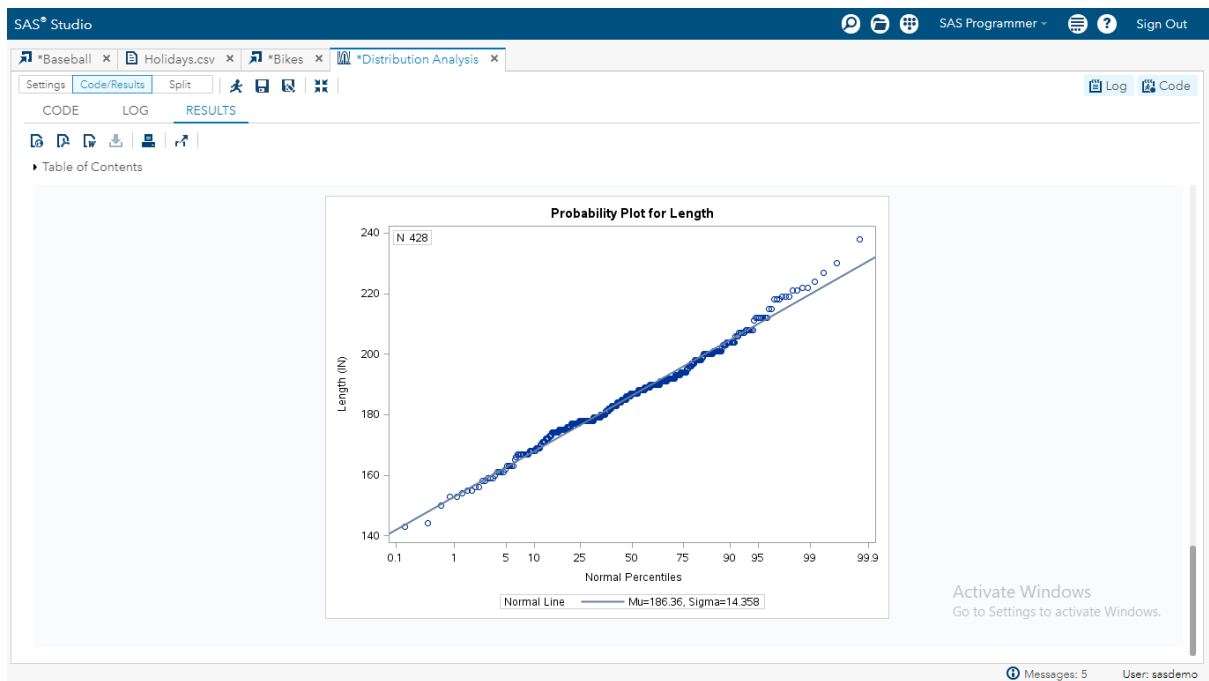 SAS® Studio
SAS Programmer
Sign Out
*Baseball
Holidays.csv
*Bikes
*Distribution Analysis
Settings
Code/Results
Split
Log
Code
CODE
LOG
RESULTS
Table of Contents
Probability Plot for Length
N 428
240
220
200
180
160
140
Length (IN)
0.1 1 5 10 25 50 75 90 95 99 99.9
Normal Percentiles
Normal Line Mu=186.36, Sigma=14.358
Activate Windows
Go to Settings to activate Windows.
Messages: 5
User: sasdemo